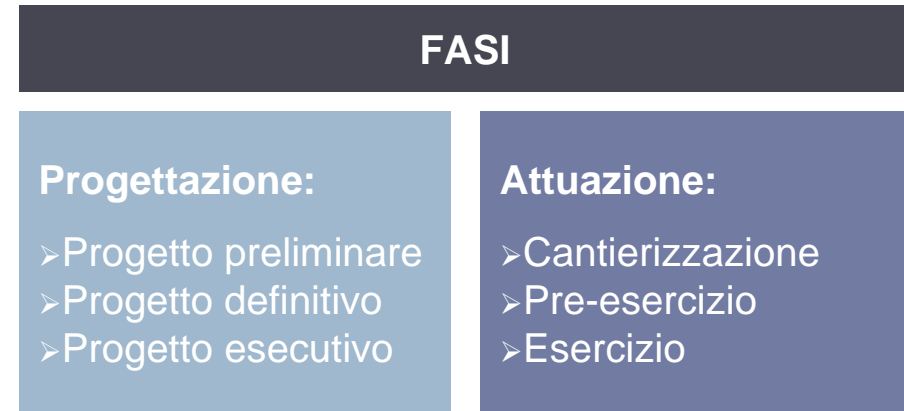 FASI
Progettazione:
➢Progetto preliminare
➢Progetto definitivo
➢Progetto esecutivo
Attuazione:
➢Cantierizzazione
➢Pre-esercizio
➢Esercizio